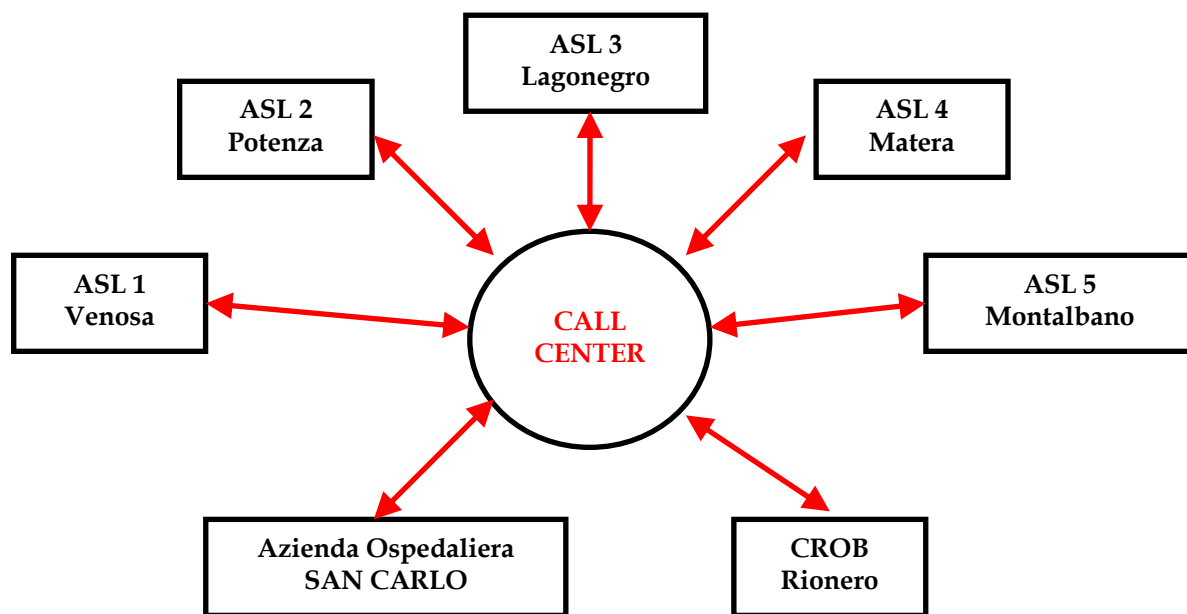 ASL 3
Lagonegro
ASL 2
Potenza
ASL 4
Matera
ASL 1
Venosa
ASL 5
Montalbano
CALL
CENTER
Azienda Ospedaliera
SAN CARLO
CROB
Rionero